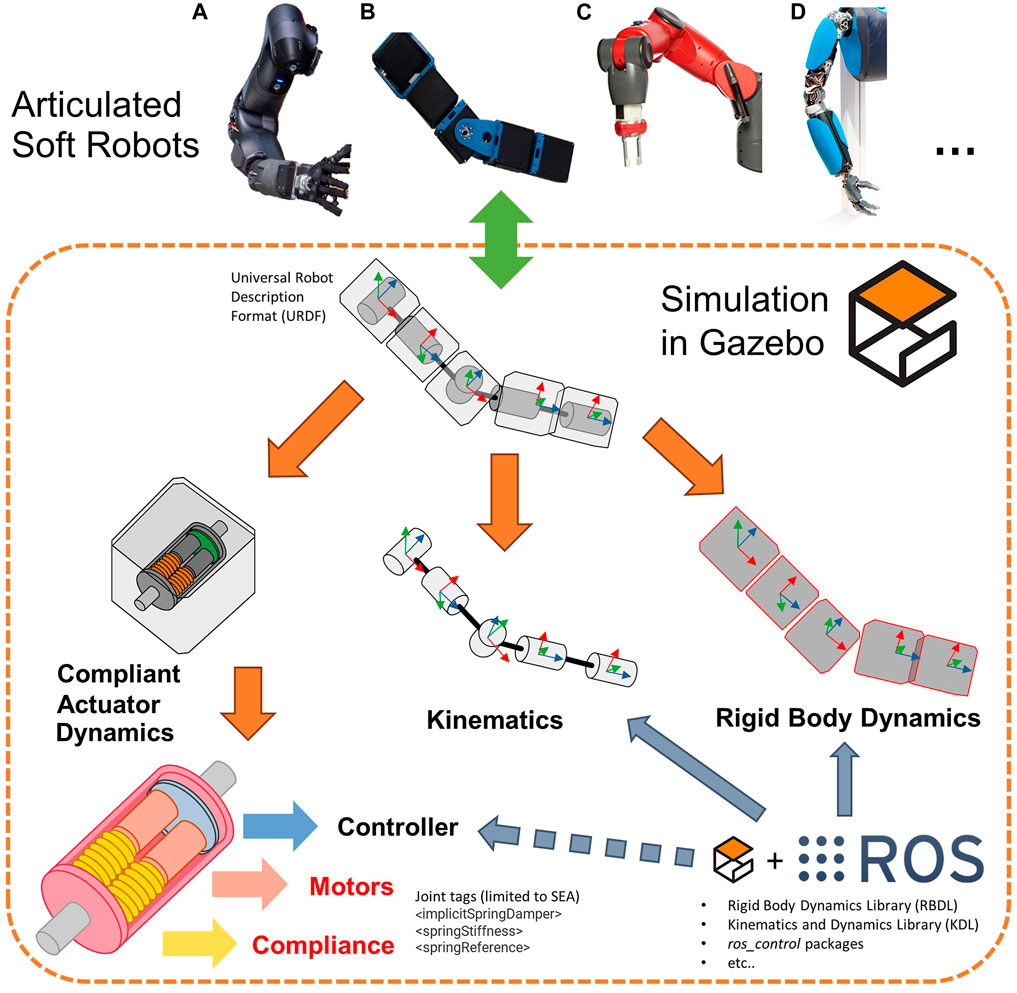 A
B
C
D
Articulated
Soft Robots
...
Universal Robot
Description
Format (URDF)
Simulation
in Gazebo
Compliant
Actuator
Dynamics
Kinematics
Rigid Body Dynamics
Controller
Motors
Compliance
Joint tags (limited to SEA)
<implicitSpringDamper>
<springStiffness>
<springReference>
+ ROS
• Rigid Body Dynamics Library (RBDL)
• Kinematics and Dynamics Library (KDL)
• ros_control packages
• etc..